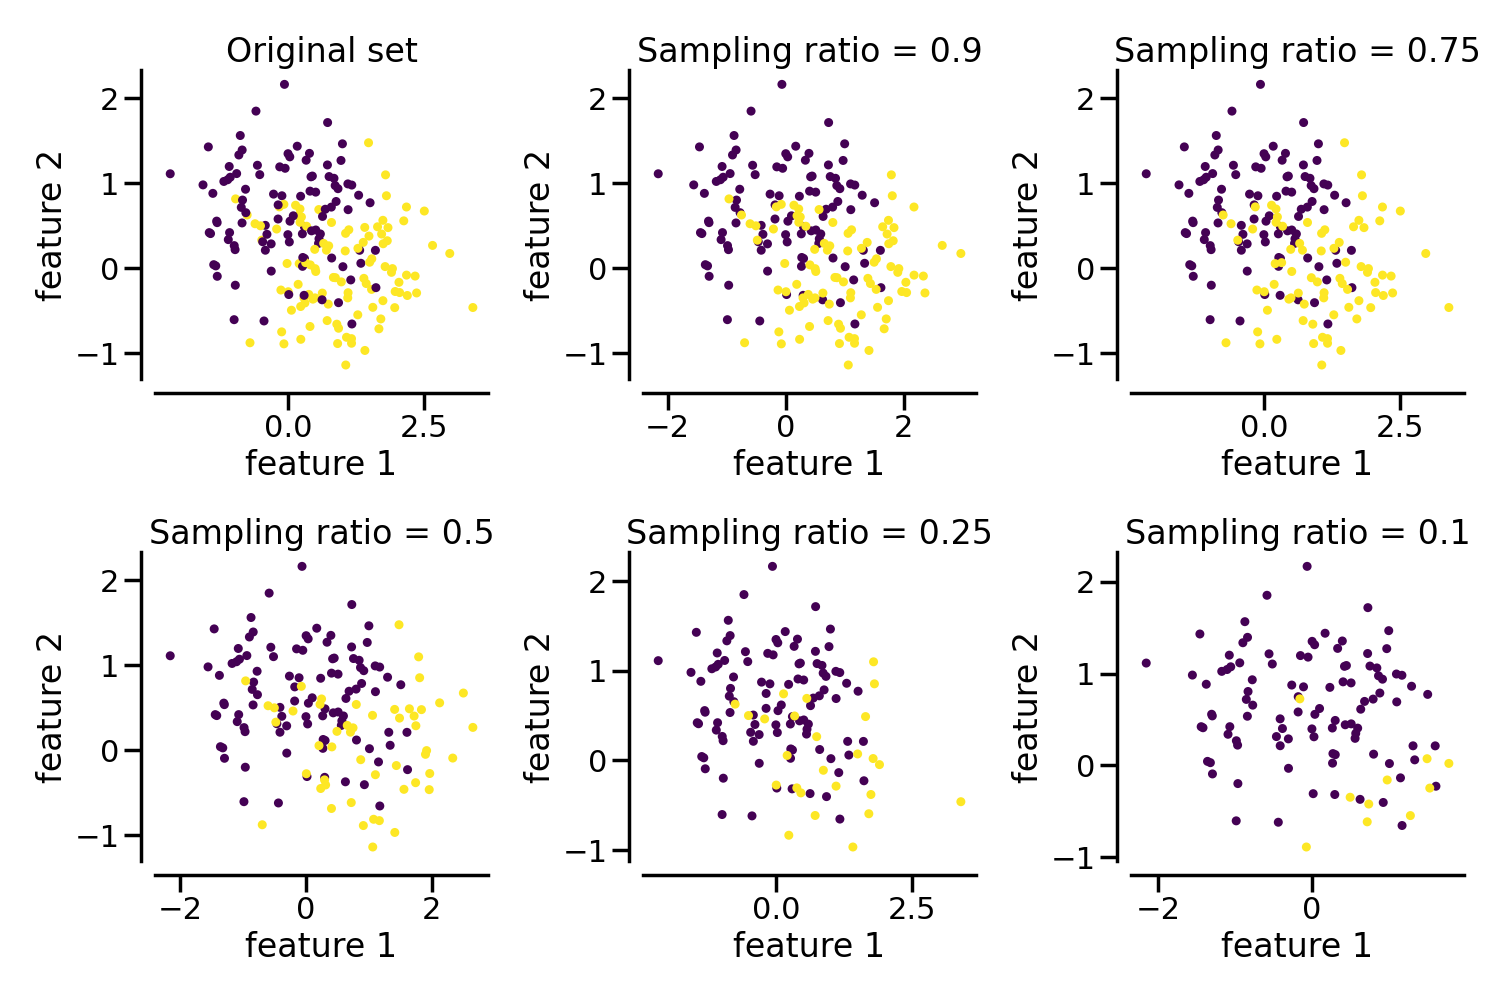 Original set
2
1
0
−1
feature 2
0.0 2.5
feature 1
Sampling ratio = 0.9
2
1
0
−1
feature 2
−2 0 2
feature 1
Sampling ratio = 0.75
2
1
0
−1
feature 2
0.0 2.5
feature 1
Sampling ratio = 0.5
2
1
0
−1
feature 2
−2 0 2
feature 1
Sampling ratio = 0.25
2
1
0
−1
feature 2
0.0 2.5
feature 1
Sampling ratio = 0.1
2
1
0
−1
feature 2
−2 0
feature 1